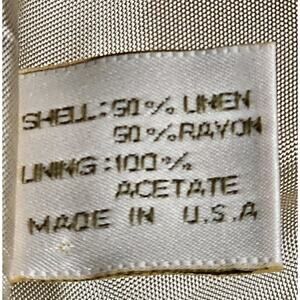 SHELL: 50% LINEN
50% RAYON
LINING: 100%
ACETATE
MADE IN U.S.A